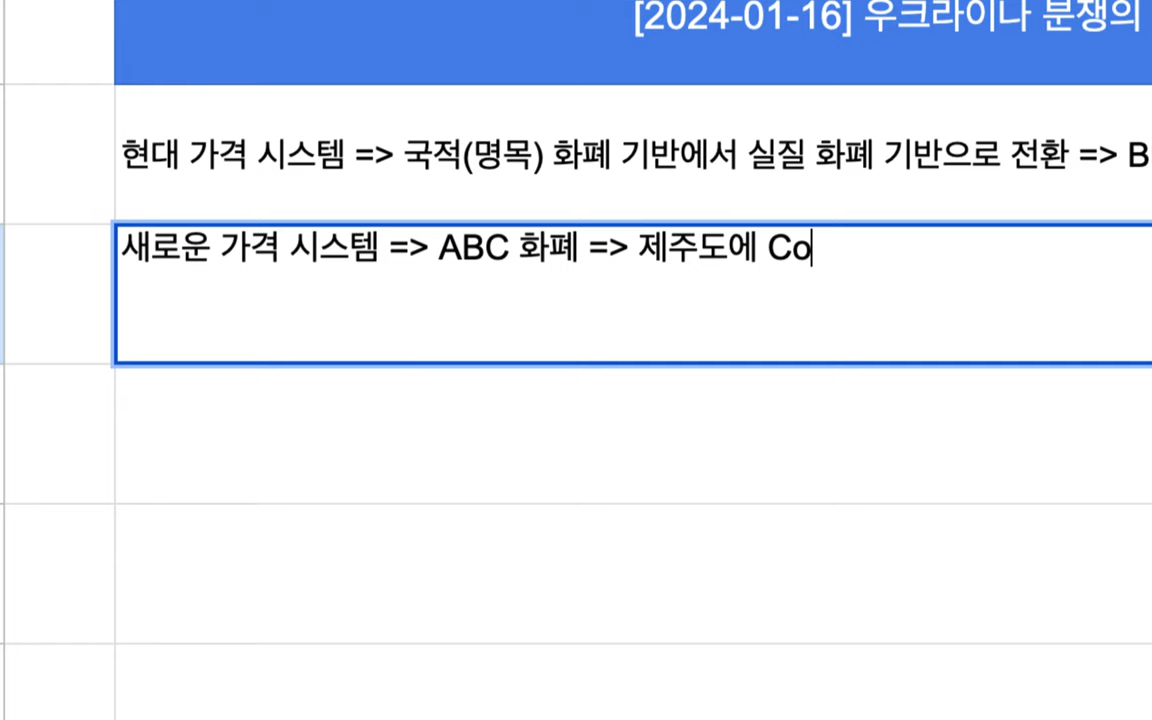 [2024-01-16] 우크라이나 분쟁의
현대 가격 시스템 => 국적(명목) 화폐 기반에서 실질 화폐 기반으로 전환 => B
새로운 가격 시스템 => ABC 화폐 => 제주도에 Co